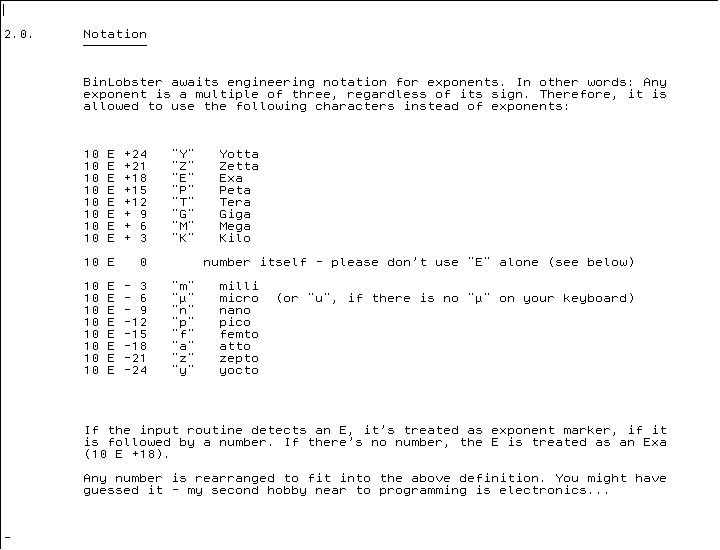 2.0. Notation
BinLobster awaits engineering notation for exponents. In other words: Any
exponent is a multiple of three, regardless of its sign. Therefore, it is
allowed to use the following characters instead of exponents:
10 E +24 "Y" Yotta
10 E +21 "Z" Zetta
10 E +18 "E" Exa
10 E +15 "P" Peta
10 E +12 "T" Tera
10 E + 9 "G" Giga
10 E + 6 "M" Mega
10 E + 3 "K" Kilo
10 E 0 number itself - please don't use "E" alone (see below)
10 E - 3 "m" milli
10 E - 6 "µ" micro (or "u", if there is no "µ" on your keyboard)
10 E - 9 "n" nano
10 E -12 "p" pico
10 E -15 "f" femto
10 E -18 "a" atto
10 E -21 "z" zepto
10 E -24 "y" yocto
If the input routine detects an E, it's treated as exponent marker, if it
is followed by a number. If there's no number, the E is treated as an Exa
(10 E +18).
Any number is rearranged to fit into the above definition. You might have
guessed it - my second hobby near to programming is electronics...